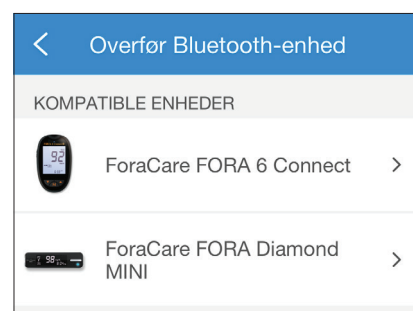 Overfør Bluetooth-enhed
KOMPATIBLE ENHEDER
ForaCare FORA 6 Connect
ForaCare FORA Diamond
MINI